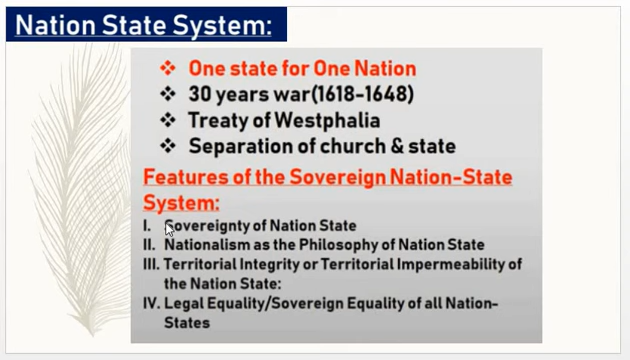 Nation State System:
❖ One state for One Nation
❖ 30 years war(1618-1648)
❖ Treaty of Westphalia
❖ Separation of church & state
Features of the Sovereign Nation-State
System:
I. Sovereignty of Nation State
II. Nationalism as the Philosophy of Nation State
III. Territorial Integrity or Territorial Impermeability of
the Nation State:
IV. Legal Equality/Sovereign Equality of all Nation-
States